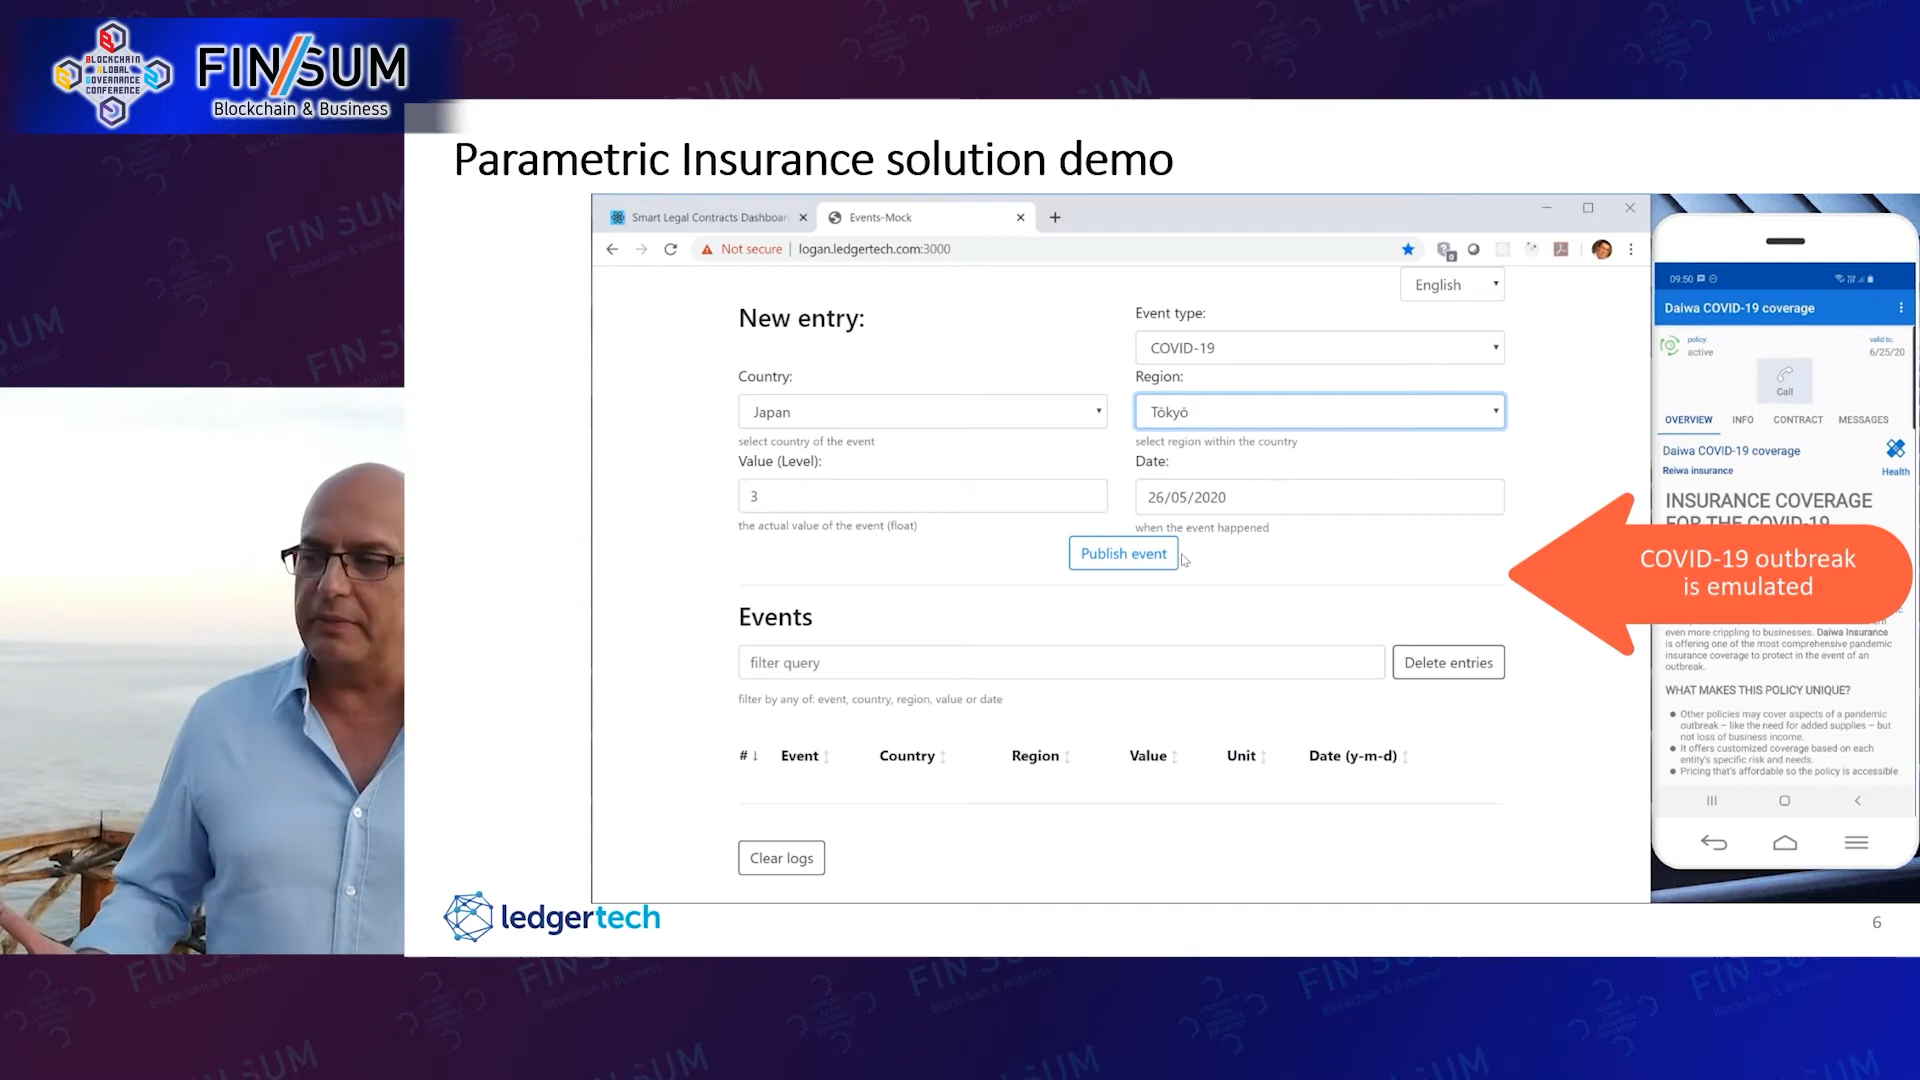 BLOCKCHAIN
GLOBAL
GOVERNANCE
CONFERENCE
FIN/SUM
Blockchain & Business
Parametric Insurance solution demo
Smart Legal Contracts Dashboar
Events-Mock
Not secure
logan.ledgertech.com:3000
English
New entry:
Event type:
COVID-19
Country:
Region:
Japan
Tōkyō
select country of the event
select region within the country
Value (Level):
Date:
3
26/05/2020
the actual value of the event (float)
when the event happened
Publish event
Events
filter query
Delete entries
filter by any of: event, country, region, value or date
# Event Country Region Value Unit Date (y-m-d)
Clear logs
09:50
Daiwa COVID-19 coverage
policy:
active
valid to:
6/25/20
Call
OVERVIEW INFO CONTRACT MESSAGES
Daiwa COVID-19 coverage
Reiwa insurance
Health
INSURANCE COVERAGE
FOR THE COVID-19
COVID-19 outbreak
is emulated
even more crippling to businesses. Daiwa Insurance
is offering one of the most comprehensive pandemic
insurance coverage to protect in the event of an
outbreak.
WHAT MAKES THIS POLICY UNIQUE?
Other policies may cover aspects of a pandemic
outbreak – like the need for added supplies – but
not loss of business income.
It offers customized coverage based on each
entity's specific risk and needs.
Pricing that's affordable so the policy is accessible
ledgertech
6